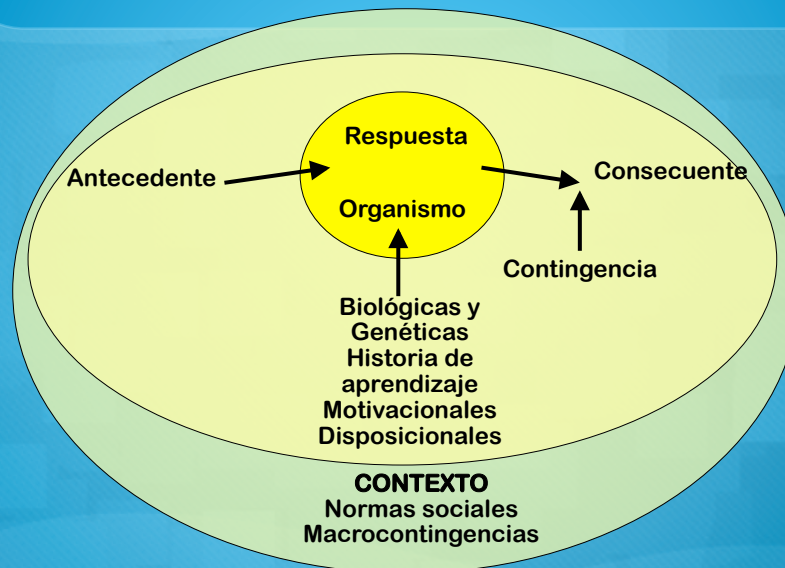 Respuesta
Antecedente
Consecuente
Organismo
Contingencia
Biológicas y
Genéticas
Historia de
aprendizaje
Motivacionales
Disposicionales
CONTEXTO
Normas sociales
Macrocontingencias